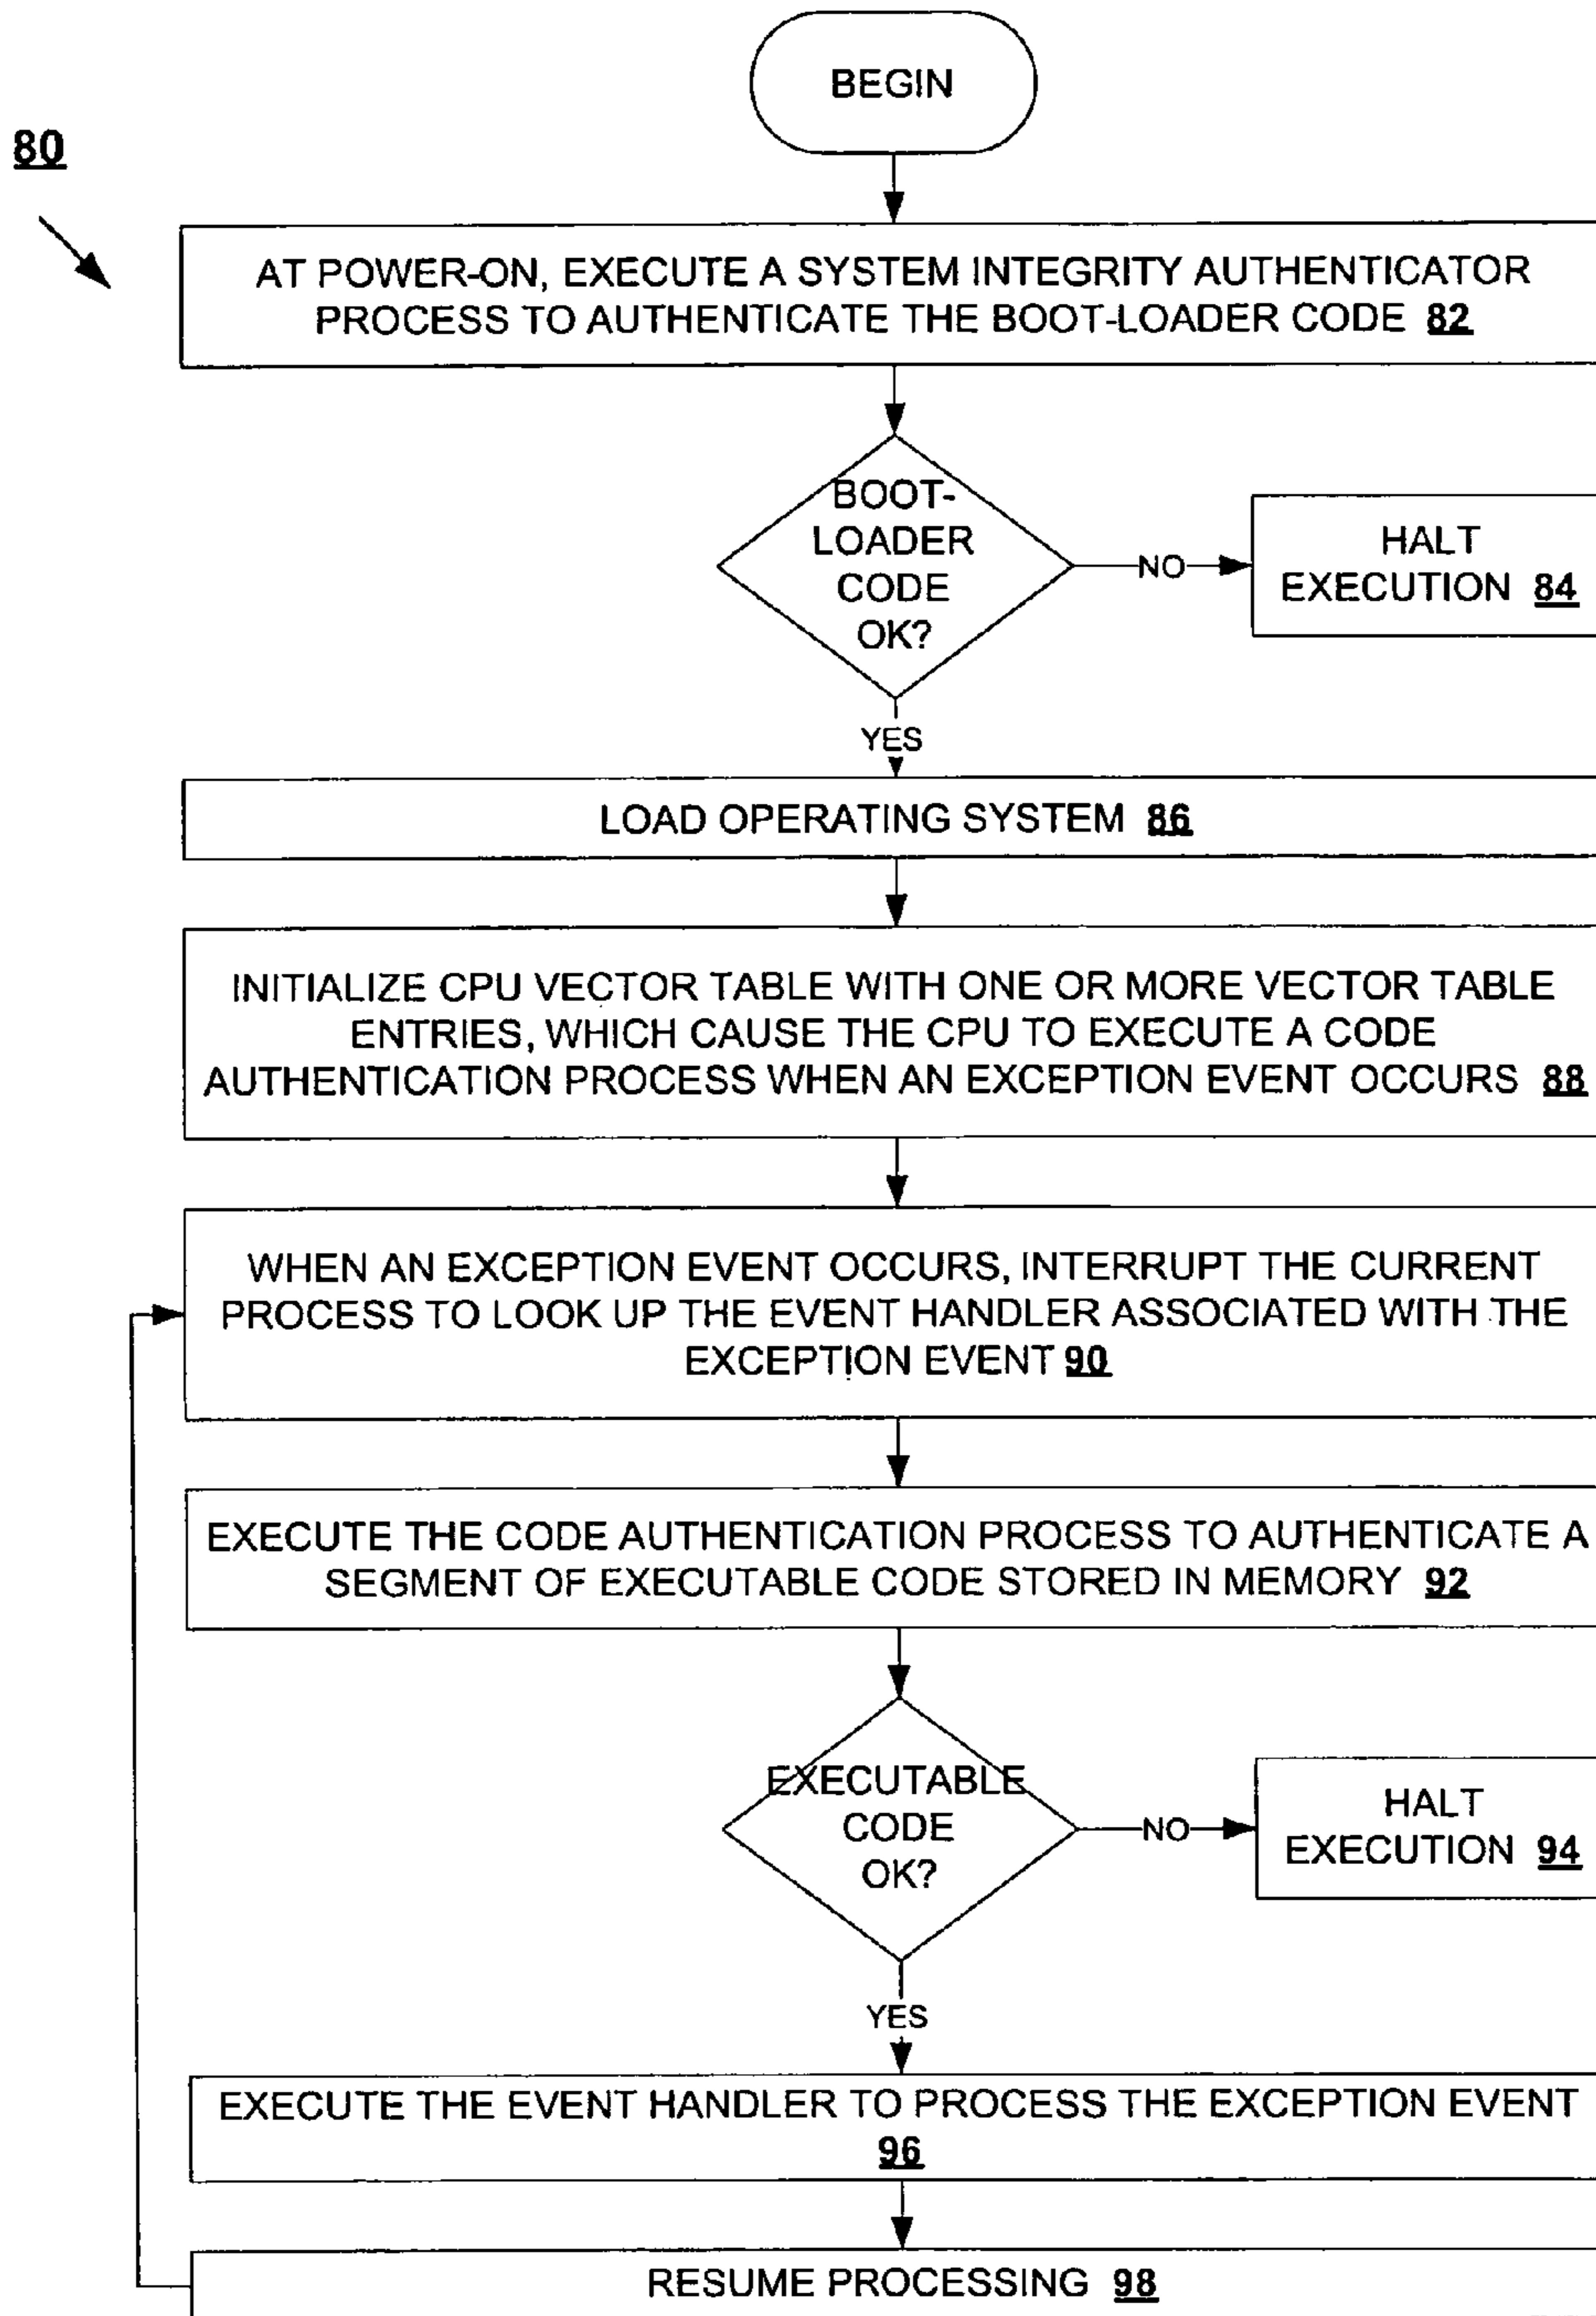 BEGIN
80
AT POWER-ON, EXECUTE A SYSTEM INTEGRITY AUTHENTICATOR
PROCESS TO AUTHENTICATE THE BOOT-LOADER CODE 82
BOOT-
LOADER
CODE
OK?
NO
HALT
EXECUTION 84
YES
LOAD OPERATING SYSTEM 86
INITIALIZE CPU VECTOR TABLE WITH ONE OR MORE VECTOR TABLE
ENTRIES, WHICH CAUSE THE CPU TO EXECUTE A CODE
AUTHENTICATION PROCESS WHEN AN EXCEPTION EVENT OCCURS 88
WHEN AN EXCEPTION EVENT OCCURS, INTERRUPT THE CURRENT
PROCESS TO LOOK UP THE EVENT HANDLER ASSOCIATED WITH THE
EXCEPTION EVENT 90
EXECUTE THE CODE AUTHENTICATION PROCESS TO AUTHENTICATE A
SEGMENT OF EXECUTABLE CODE STORED IN MEMORY 92
EXECUTABLE
CODE
OK?
NO
HALT
EXECUTION 94
YES
EXECUTE THE EVENT HANDLER TO PROCESS THE EXCEPTION EVENT
96
RESUME PROCESSING 98